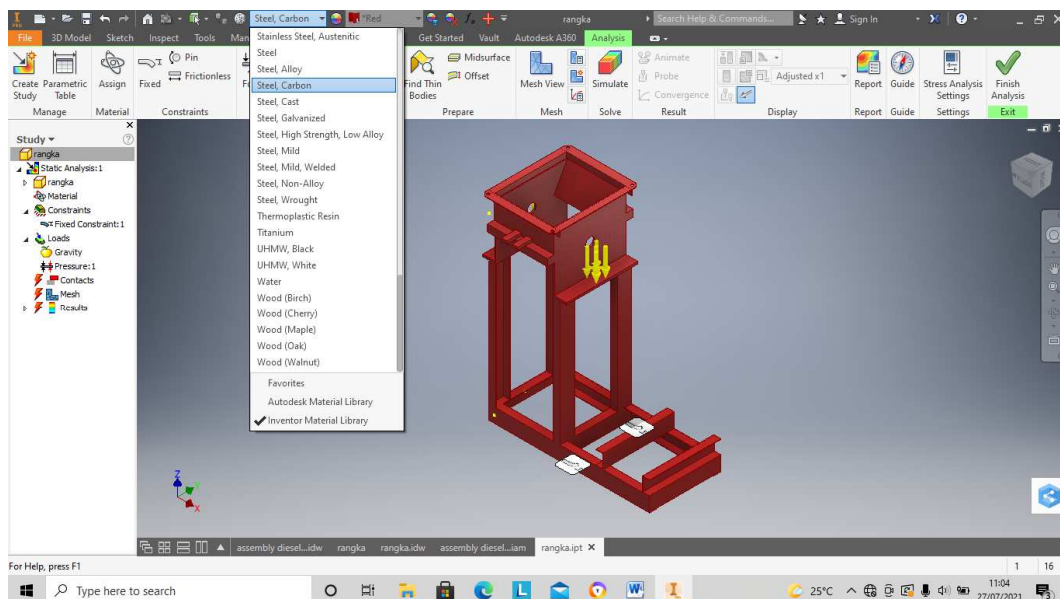 Steel, Carbon
*Red
rangka
Search Help & Commands...
Sign In
PRO
File
3D Model
Sketch
Inspect
Tools
Man
Get Started
Vault
Autodesk A360
Analysis
Create Study
Parametric Table
Manage
Assign
Material
Fixed
Pin
Frictionless
Constraints
Find Thin Bodies
Midsurface
Offset
Prepare
Mesh View
Mesh
Simulate
Solve
Animate
Probe
Convergence
Result
Adjusted x1
Display
Report
Report
Guide
Guide
Stress Analysis Settings
Settings
Finish Analysis
Exit
Stainless Steel, Austenitic
Steel
Steel, Alloy
Steel, Carbon
Steel, Cast
Steel, Galvanized
Steel, High Strength, Low Alloy
Steel, Mild
Steel, Mild, Welded
Steel, Non-Alloy
Steel, Wrought
Thermoplastic Resin
Titanium
UHMW, Black
UHMW, White
Water
Wood (Birch)
Wood (Cherry)
Wood (Maple)
Wood (Oak)
Wood (Walnut)
Favorites
Autodesk Material Library
Inventor Material Library
Study
rangka
Static Analysis:1
rangka
Material
Constraints
Fixed Constraint:1
Loads
Gravity
Pressure:1
Contacts
Mesh
Results
Z
X
assembly diesel...idw
rangka
rangka.idw
assembly diesel...iam
rangka.ipt
For Help, press F1
1
16
Type here to search
25°C
11:04
27/07/2021